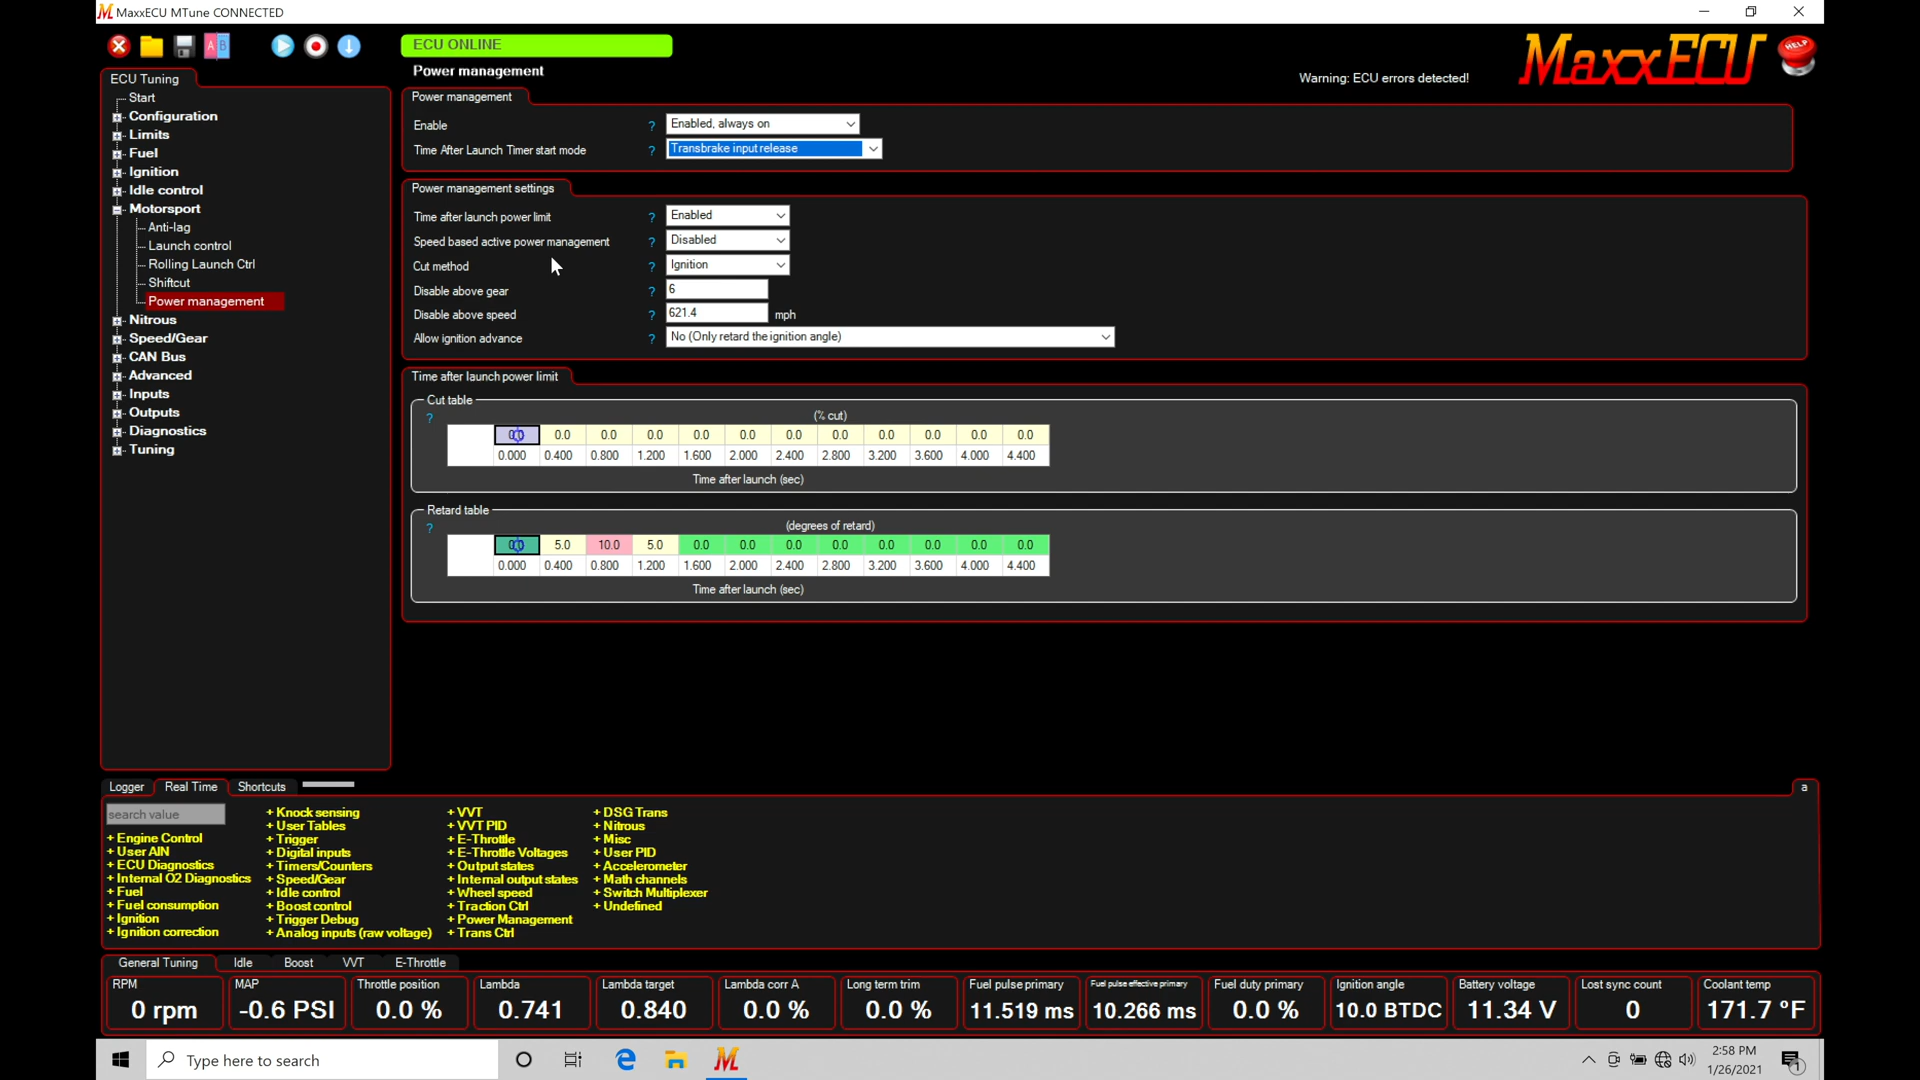 MaxxECU MTune CONNECTED
A B
ECU ONLINE
Power management
Warning: ECU errors detected!
MaxxECU
HELP
ECU Tuning
Start
Configuration
Limits
Fuel
Ignition
Idle control
Motorsport
Anti-lag
Launch control
Rolling Launch Ctrl
Shiftcut
Power management
Nitrous
Speed/Gear
CAN Bus
Advanced
Inputs
Outputs
Diagnostics
Tuning
Power management
Enable ? Enabled, always on
Time After Launch Timer start mode ? Transbrake input release
Power management settings
Time after launch power limit ? Enabled
Speed based active power management ? Disabled
Cut method ? Ignition
Disable above gear ? 6
Disable above speed ? 621.4 mph
Allow ignition advance ? No (Only retard the ignition angle)
Time after launch power limit
Cut table
? (% cut)
0.0 0.0 0.0 0.0 0.0 0.0 0.0 0.0 0.0 0.0 0.0 0.0
0.000 0.400 0.800 1.200 1.600 2.000 2.400 2.800 3.200 3.600 4.000 4.400
Time after launch (sec)
Retard table
? (degrees of retard)
0.0 5.0 10.0 5.0 0.0 0.0 0.0 0.0 0.0 0.0 0.0 0.0
0.000 0.400 0.800 1.200 1.600 2.000 2.400 2.800 3.200 3.600 4.000 4.400
Time after launch (sec)
Logger Real Time Shortcuts a
search value
+ Engine Control
+ User AIN
+ ECU Diagnostics
+ Internal O2 Diagnostics
+ Fuel
+ Fuel consumption
+ Ignition
+ Ignition correction
+ Knock sensing
+ User Tables
+ Trigger
+ Digital inputs
+ Timers/Counters
+ Speed/Gear
+ Idle control
+ Boost control
+ Trigger Debug
+ Analog inputs (raw voltage)
+ VVT
+ VVT PID
+ E-Throttle
+ E-Throttle Voltages
+ Output states
+ Internal output states
+ Wheel speed
+ Traction Ctrl
+ Power Management
+ Trans Ctrl
+ DSG Trans
+ Nitrous
+ Misc
+ User PID
+ Accelerometer
+ Math channels
+ Switch Multiplexer
+ Undefined
General Tuning Idle Boost VVT E-Throttle
RPM
0 rpm
MAP
-0.6 PSI
Throttle position
0.0 %
Lambda
0.741
Lambda target
0.840
Lambda corr A
0.0 %
Long term trim
0.0 %
Fuel pulse primary
11.519 ms
Fuel pulse effective primary
10.266 ms
Fuel duty primary
0.0 %
Ignition angle
10.0 BTDC
Battery voltage
11.34 V
Lost sync count
0
Coolant temp
171.7 °F
Type here to search
2:58 PM
1/26/2021
1